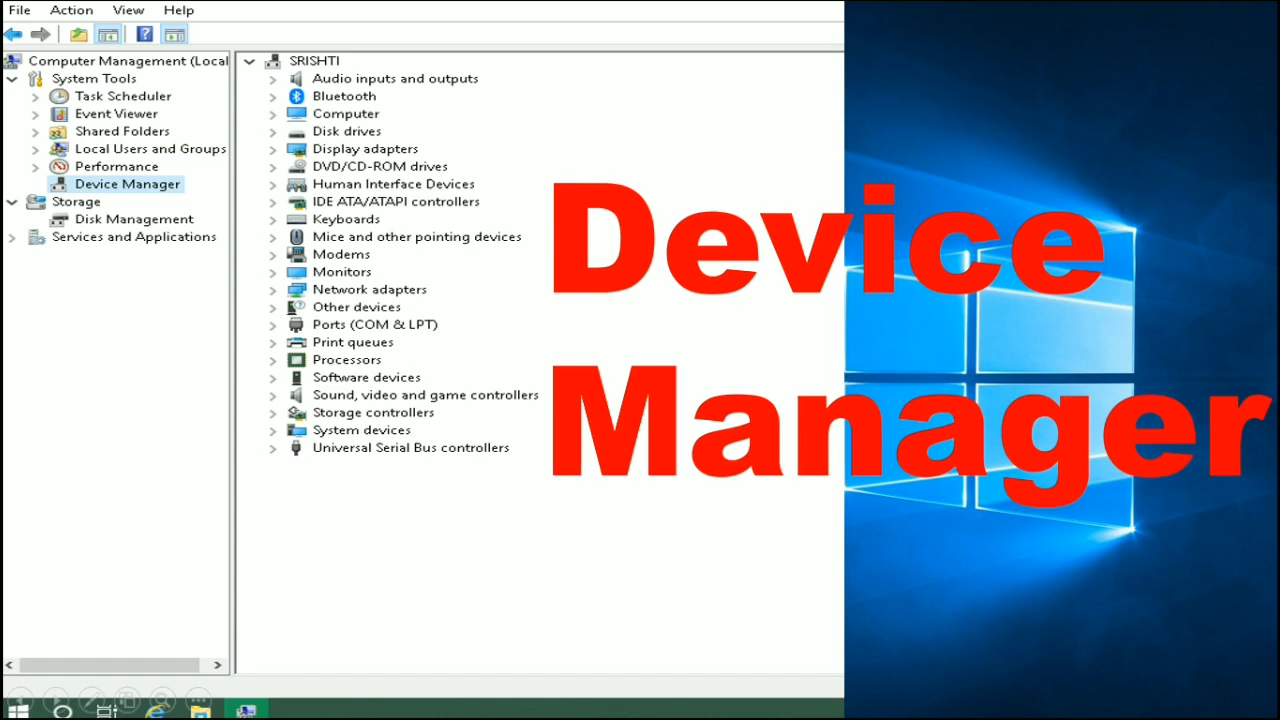 File Action View Help
Computer Management (Local
System Tools
Task Scheduler
Event Viewer
Shared Folders
Local Users and Groups
Performance
Device Manager
Storage
Disk Management
Services and Applications
SRISHTI
Audio inputs and outputs
Bluetooth
Computer
Disk drives
Display adapters
DVD/CD-ROM drives
Human Interface Devices
IDE ATA/ATAPI controllers
Keyboards
Mice and other pointing devices
Modems
Monitors
Network adapters
Other devices
Ports (COM & LPT)
Print queues
Processors
Software devices
Sound, video and game controllers
Storage controllers
System devices
Universal Serial Bus controllers
Device
Manager